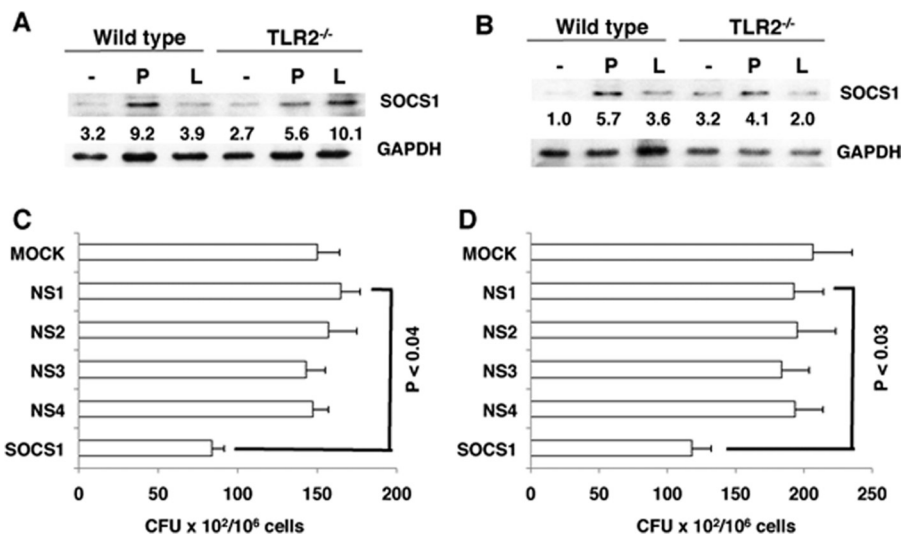 A
Wild type TLR2-/-
- P L - P L
SOCS1
3.2 9.2 3.9 2.7 5.6 10.1
GAPDH
B
Wild type TLR2-/-
- P L - P L
SOCS1
1.0 5.7 3.6 3.2 4.1 2.0
GAPDH
C
MOCK
NS1
NS2
NS3
NS4
SOCS1
P < 0.04
0 50 100 150 200
CFU x 10²/10⁶ cells
D
MOCK
NS1
NS2
NS3
NS4
SOCS1
P < 0.03
0 50 100 150 200 250
CFU x 10²/10⁶ cells